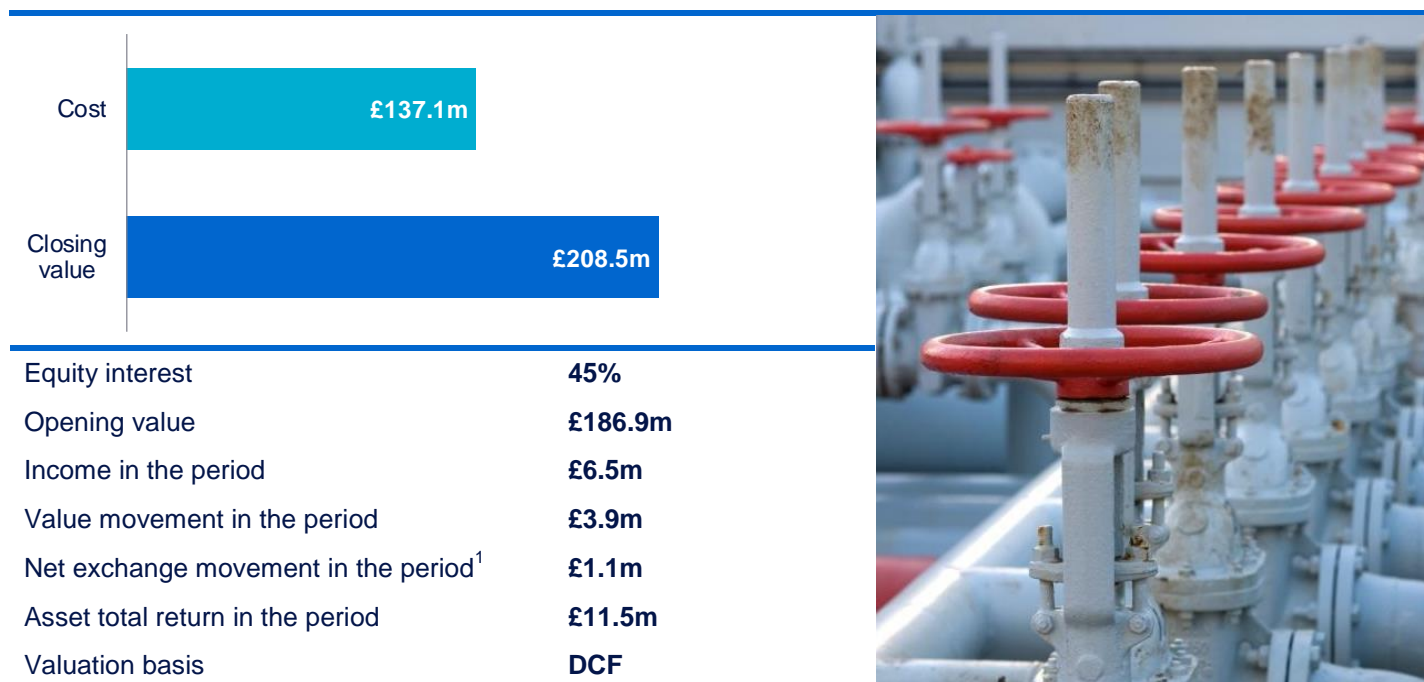 Cost £137.1m
Closing
value £208.5m
Equity interest 45%
Opening value £186.9m
Income in the period £6.5m
Value movement in the period £3.9m
Net exchange movement in the period¹ £1.1m
Asset total return in the period £11.5m
Valuation basis DCF